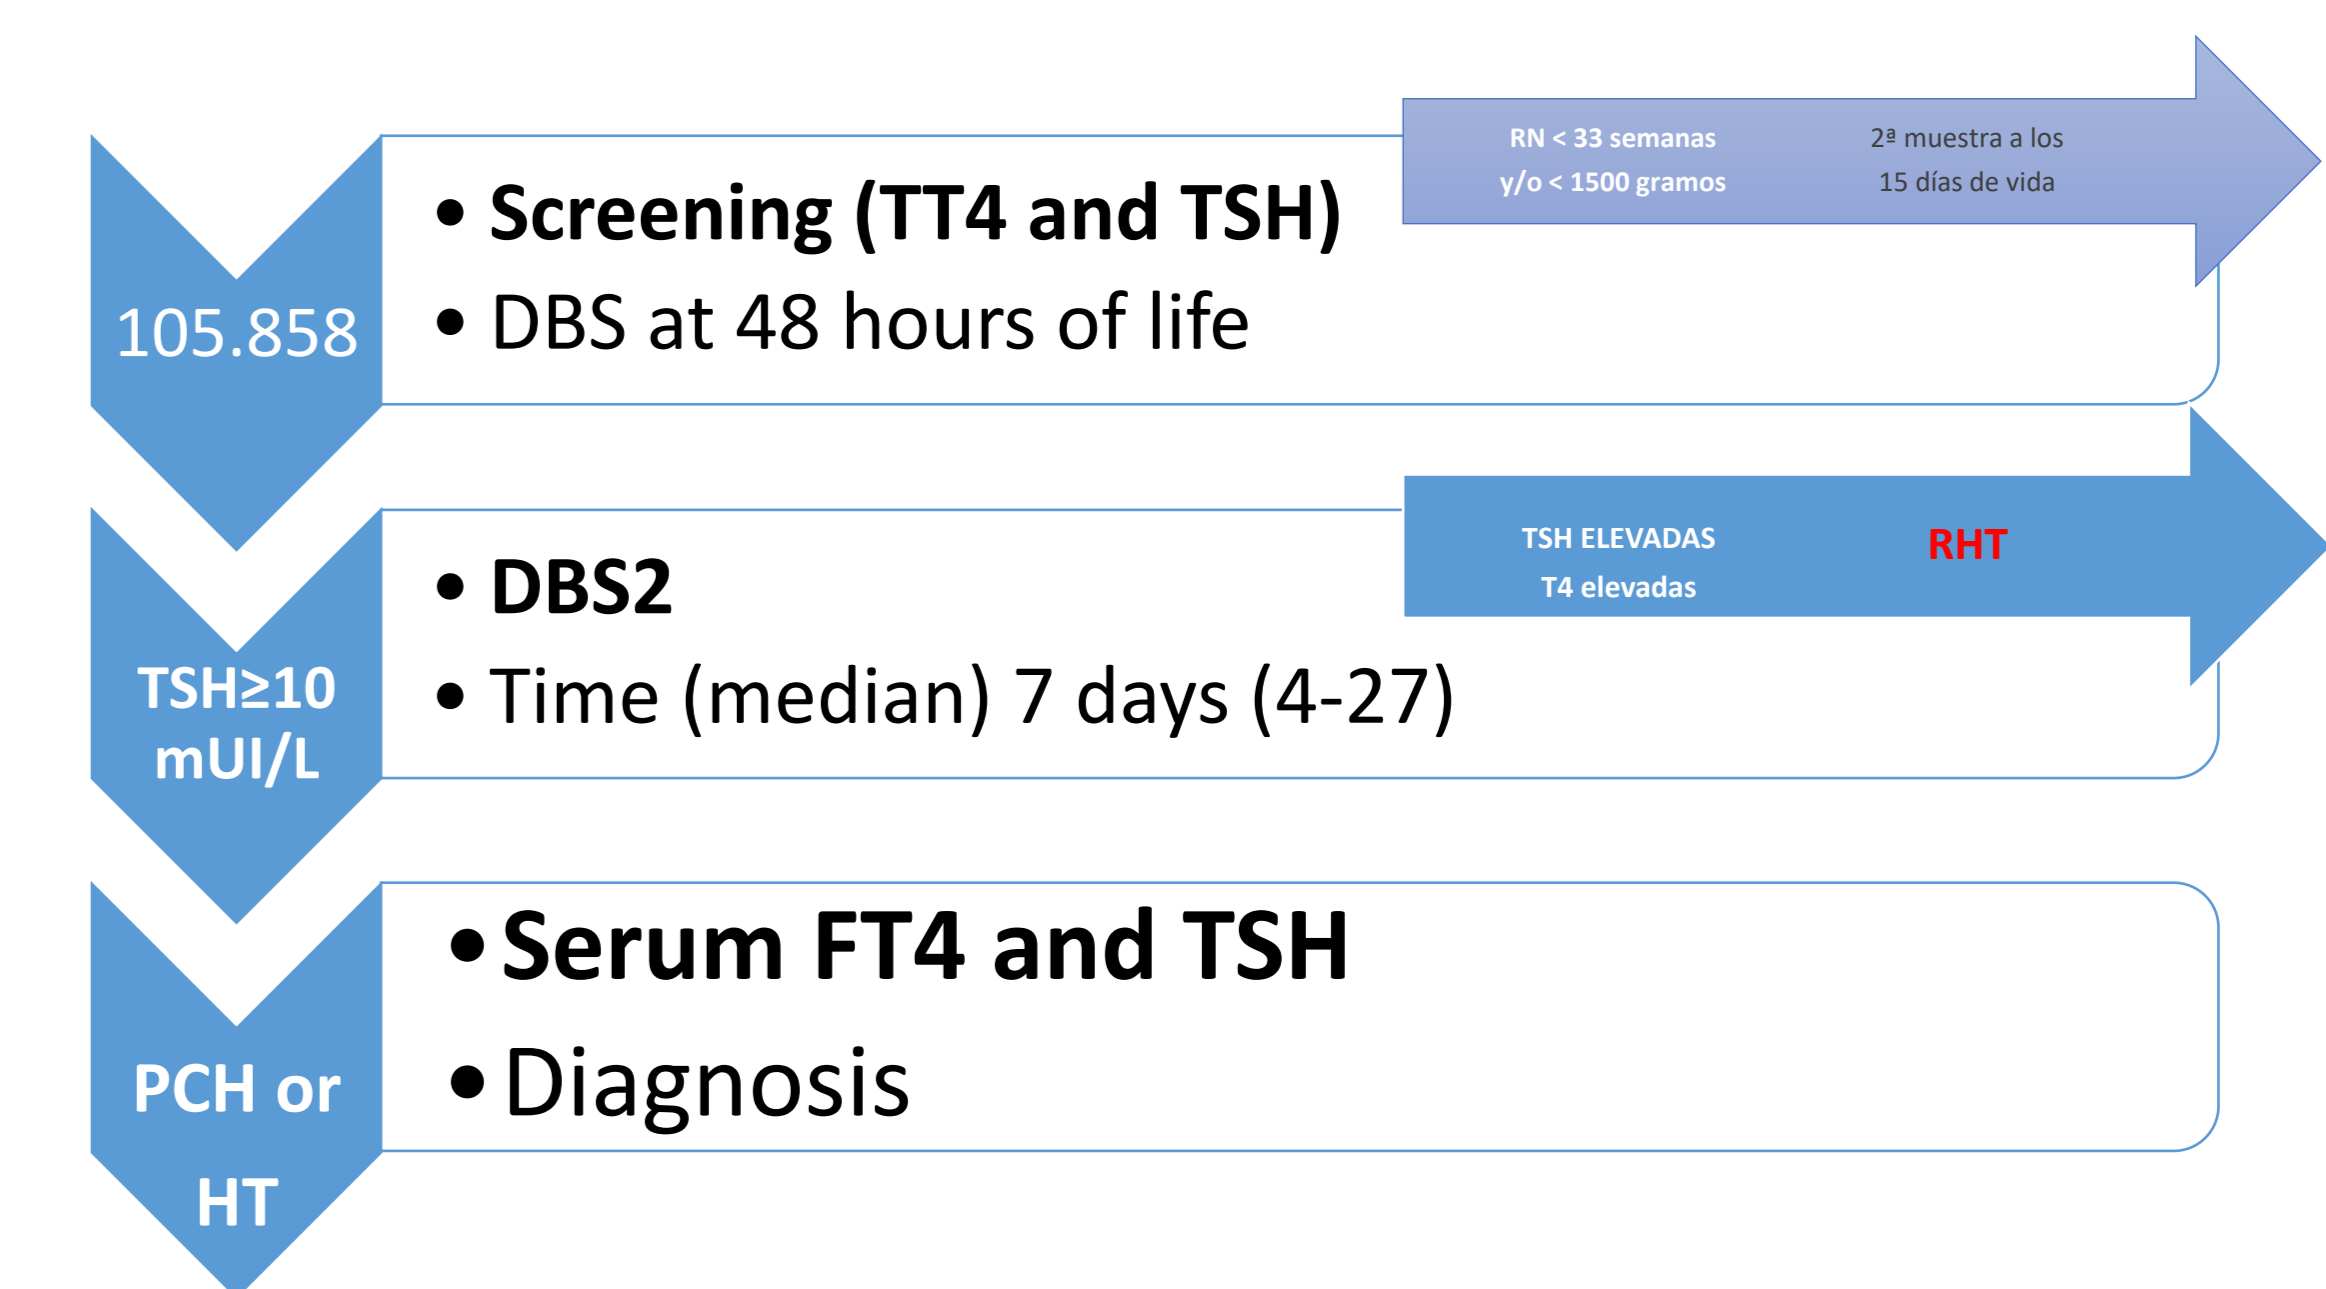 105.858
• Screening (TT4 and TSH)
• DBS at 48 hours of life
RN < 33 semanas
y/o < 1500 gramos
2ª muestra a los
15 días de vida
TSH≥10
mUI/L
• DBS2
• Time (median) 7 days (4-27)
TSH ELEVADAS
T4 elevadas
RHT
PCH or
HT
• Serum FT4 and TSH
• Diagnosis